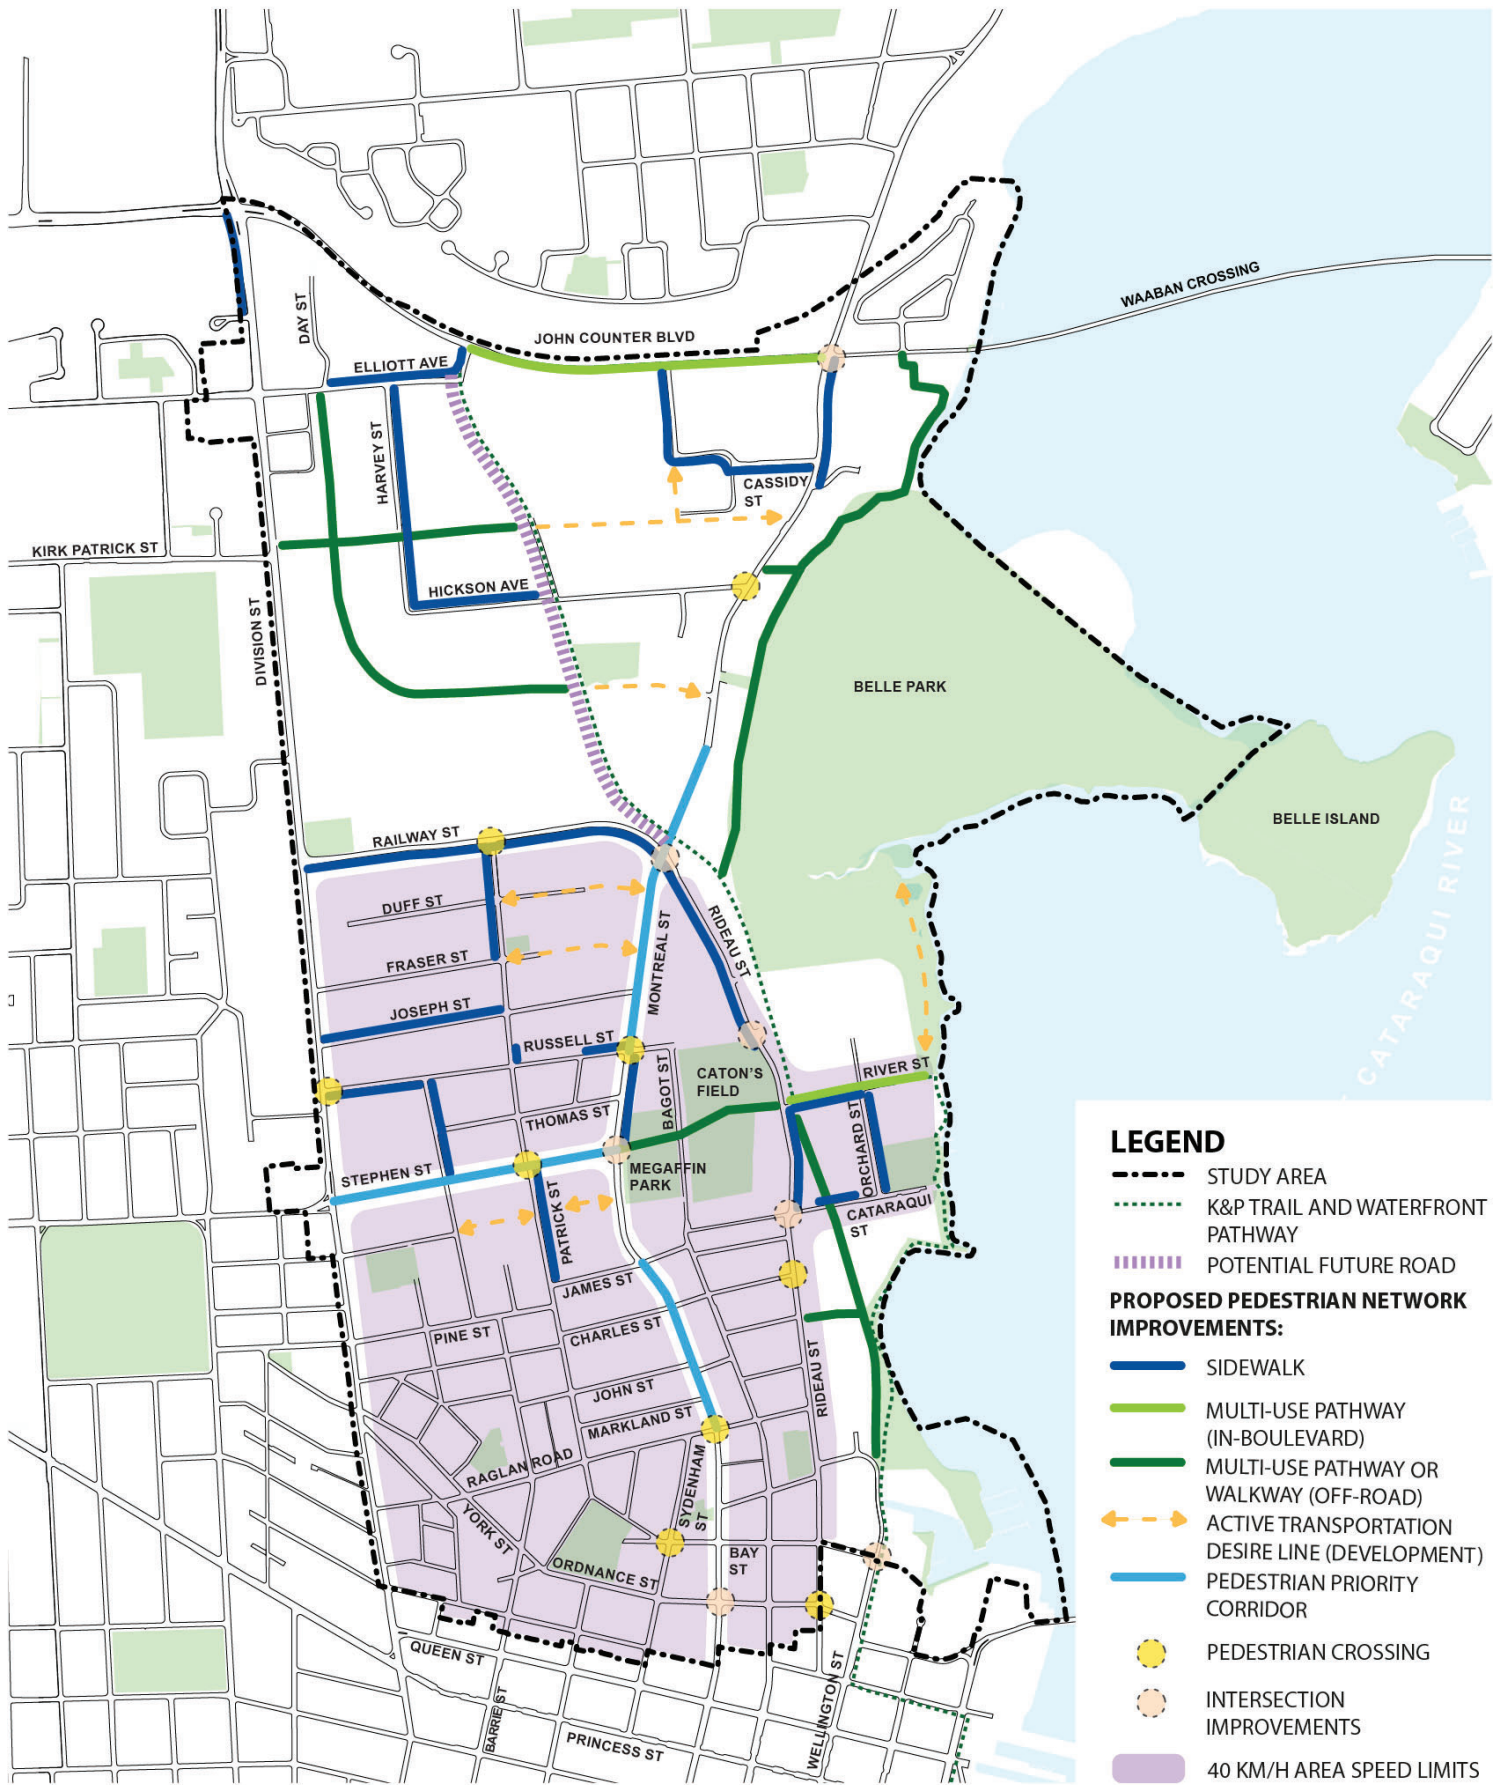 WAABAN CROSSING
JOHN COUNTER BLVD
DAY ST
ELLIOTT AVE
HARVEY ST
CASSIDY
ST
KIRK PATRICK ST
HICKSON AVE
DIVISION ST
BELLE PARK
BELLE ISLAND
CATARAQUI RIVER
RAILWAY ST
DUFF ST
RIDEAU ST
MONTREAL ST
FRASER ST
JOSEPH ST
RUSSELL ST
BAGOT ST
CATON'S
FIELD
RIVER ST
THOMAS ST
ORCHARD ST
STEPHEN ST
MEGAFFIN
PARK
PATRICK ST
CATARAQUI
ST
JAMES ST
PINE ST
CHARLES ST
RIDEAU ST
JOHN ST
MARKLAND ST
RAGLAN ROAD
SYDENHAM
ST
YORK ST
ORDNANCE ST
BAY
ST
QUEEN ST
BARRIE ST
PRINCESS ST
WELLINGTON ST
LEGEND
STUDY AREA
K&P TRAIL AND WATERFRONT
PATHWAY
POTENTIAL FUTURE ROAD
PROPOSED PEDESTRIAN NETWORK
IMPROVEMENTS:
SIDEWALK
MULTI-USE PATHWAY
(IN-BOULEVARD)
MULTI-USE PATHWAY OR
WALKWAY (OFF-ROAD)
ACTIVE TRANSPORTATION
DESIRE LINE (DEVELOPMENT)
PEDESTRIAN PRIORITY
CORRIDOR
PEDESTRIAN CROSSING
INTERSECTION
IMPROVEMENTS
40 KM/H AREA SPEED LIMITS